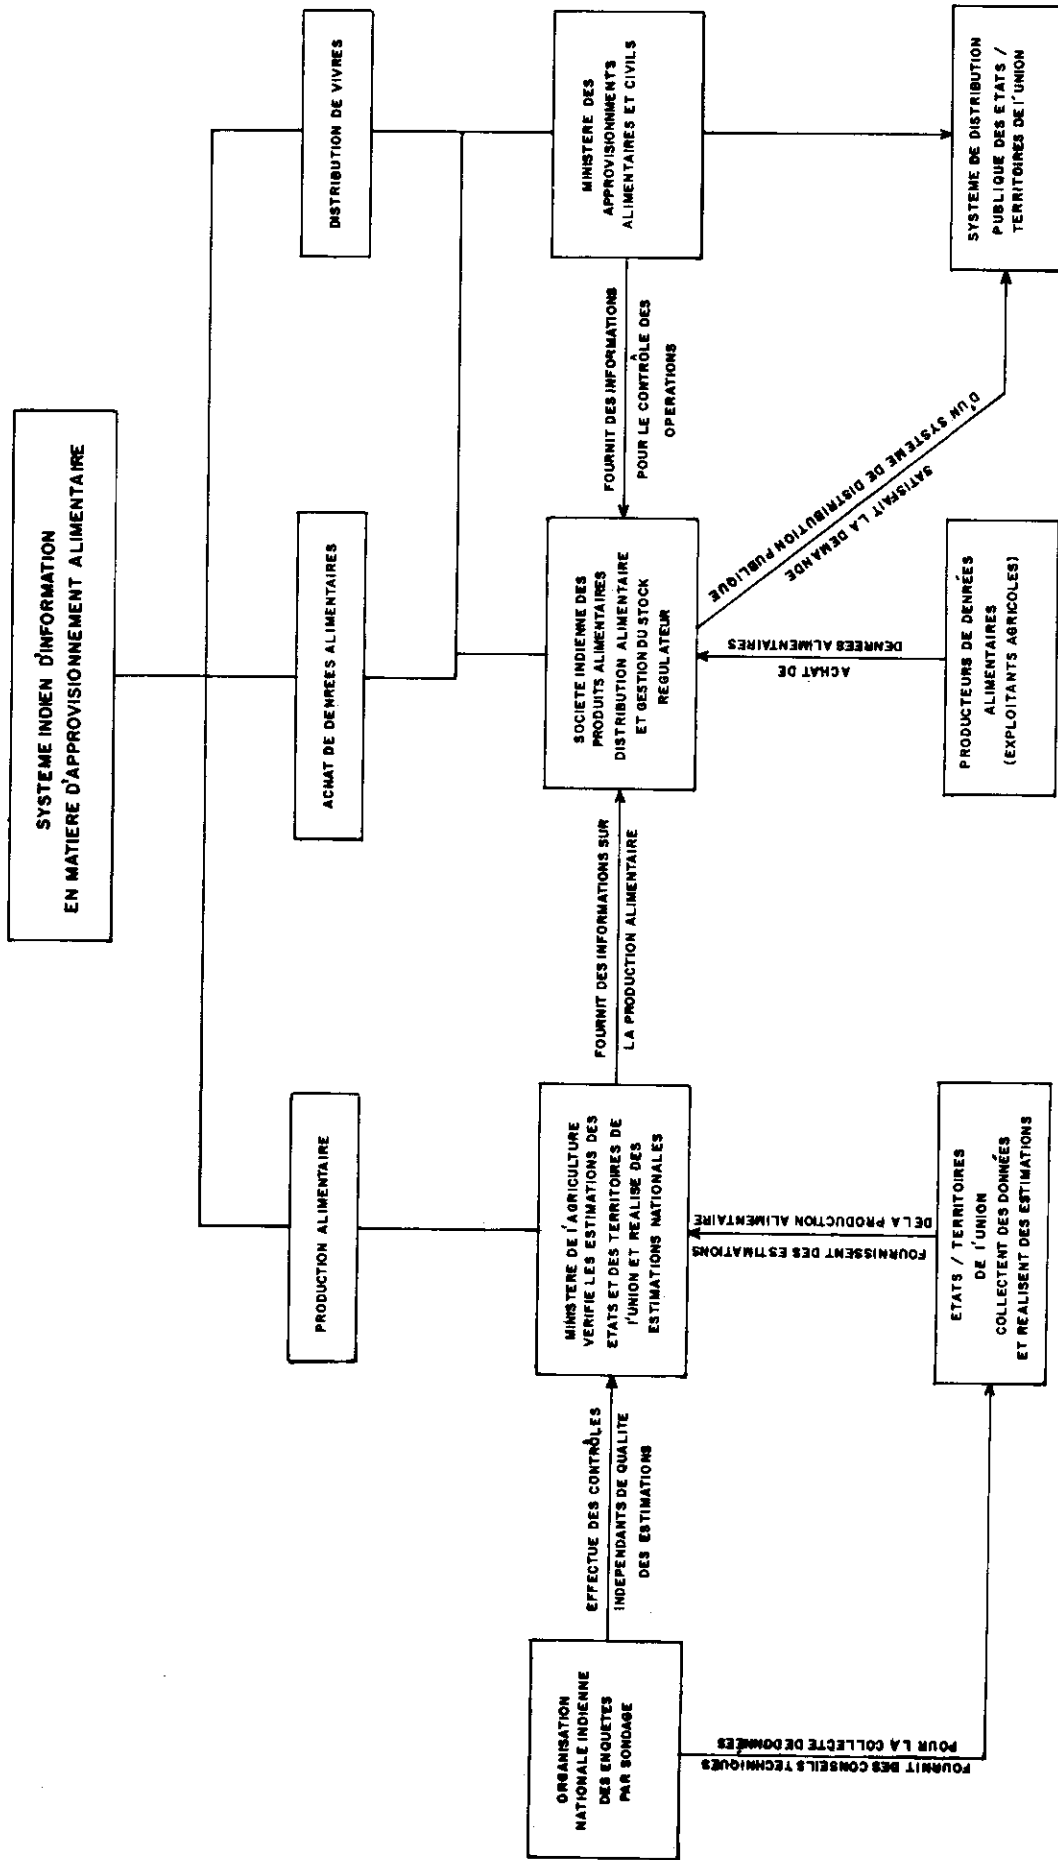 SYSTEME INDIEN D'INFORMATION
EN MATIERE D'APPROVISIONNEMENT ALIMENTAIRE
PRODUCTION ALIMENTAIRE
ACHAT DE DENREES ALIMENTAIRES
DISTRIBUTION DE VIVRES
ORGANISATION
NATIONALE INDIENNE
DES ENQUETES
PAR SONDAGE
EFFECTUE DES CONTRÔLES
INDEPENDANTS DE QUALITE
DES ESTIMATIONS
MINISTERE DE l'AGRICULTURE
VERIFIE LES ESTIMATIONS DES
ETATS ET DES TERRITOIRES DE
l'UNION ET REALISE DES
ESTIMATIONS NATIONALES
FOURNIT DES INFORMATIONS SUR
LA PRODUCTION ALIMENTAIRE
SOCIETE INDIENNE DES
PRODUITS ALIMENTAIRES
DISTRIBUTION ALIMENTAIRE
ET GESTION DU STOCK
REGULATEUR
FOURNIT DES INFORMATIONS
POUR LE CONTRÔLE DES
OPERATIONS
MINISTERE DES
APPROVISIONNMENTS
ALIMENTAIRES ET CIVILS
FOURNIT DES CONSEILS TECHNIQUES
POUR LA COLLECTE DE DONNÉES
FOURNISSENT DES ESTIMATIONS
DE LA PRODUCTION ALIMENTAIRE
ACHAT DE
DENREES ALIMENTAIRES
SATISFAIT LA DEMANDE
D'UN SYSTEME DE DISTRIBUTION PUBLIQUE
ETATS / TERRITOIRES
DE l'UNION
COLLECTENT DES DONNÉES
ET REALISENT DES ESTIMATIONS
PRODUCTEURS DE DENRÉES
ALIMENTAIRES
(EXPLOITANTS AGRICOLES)
SYSTEME DE DISTRIBUTION
PUBLIQUE DES ETATS /
TERRITOIRES DE l'UNION